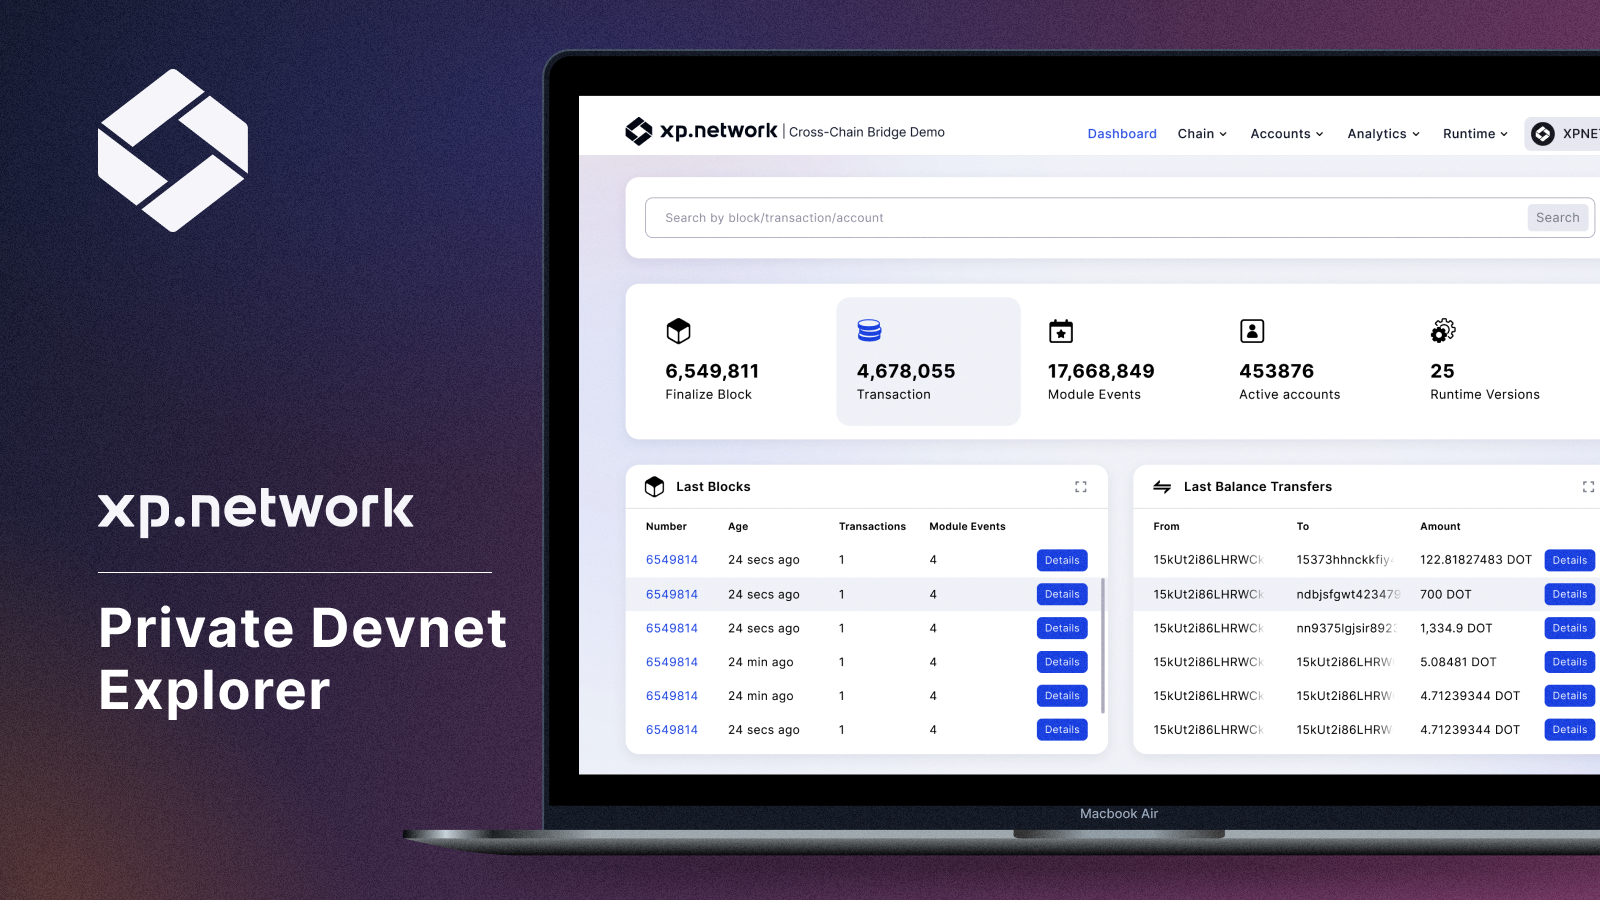 xp.network
Private Devnet
Explorer
xp.network | Cross-Chain Bridge Demo
Dashboard Chain Accounts Analytics Runtime
Search by block/transaction/account Search
6,549,811 4,678,055 17,668,849 453876 25
Finalize Block Transaction Module Events Active accounts Runtime Versions
Last Blocks
Number Age Transactions Module Events
6549814 24 secs ago 1 4 Details
6549814 24 secs ago 1 4 Details
6549814 24 secs ago 1 4 Details
6549814 24 min ago 1 4 Details
6549814 24 min ago 1 4 Details
6549814 24 secs ago 1 4 Details
Last Balance Transfers
From To Amount
15kUt2i86LHRWCk 15373hhnckkfiy 122.81827483 DOT Details
15kUt2i86LHRWCk ndbjsfgwt423479 700 DOT Details
15kUt2i86LHRWCk 1,334.9 DOT Details
15kUt2i86LHRWCk 15kUt2i86LHRW 5.08481 DOT Details
15kUt2i86LHRWCk 15kUt2i86LHRW 4.71239344 DOT Details
15kUt2i86LHRWCk 15kUt2i86LHRW 4.71239344 DOT Details
Macbook Air